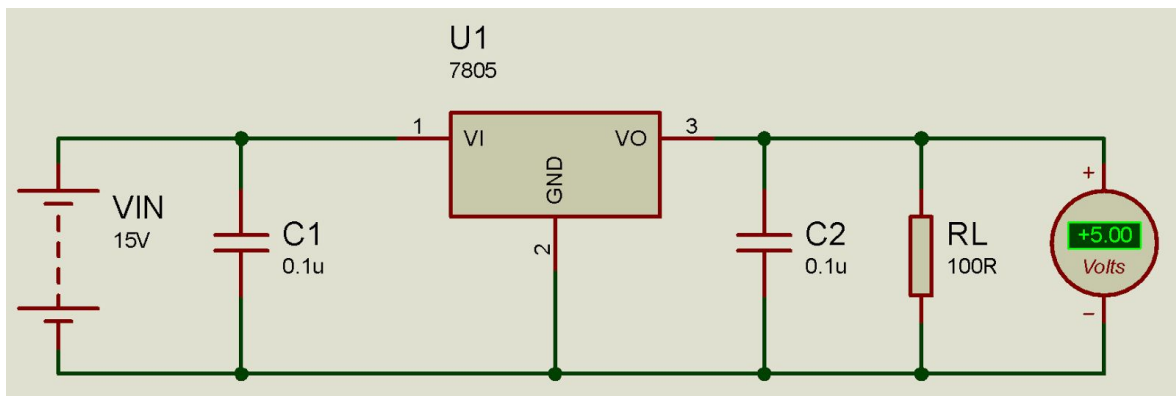 U1
7805
1
VI
VO
3
GND
2
VIN
15V
C1
0.1u
C2
0.1u
RL
100R
+
+5.00
Volts
−